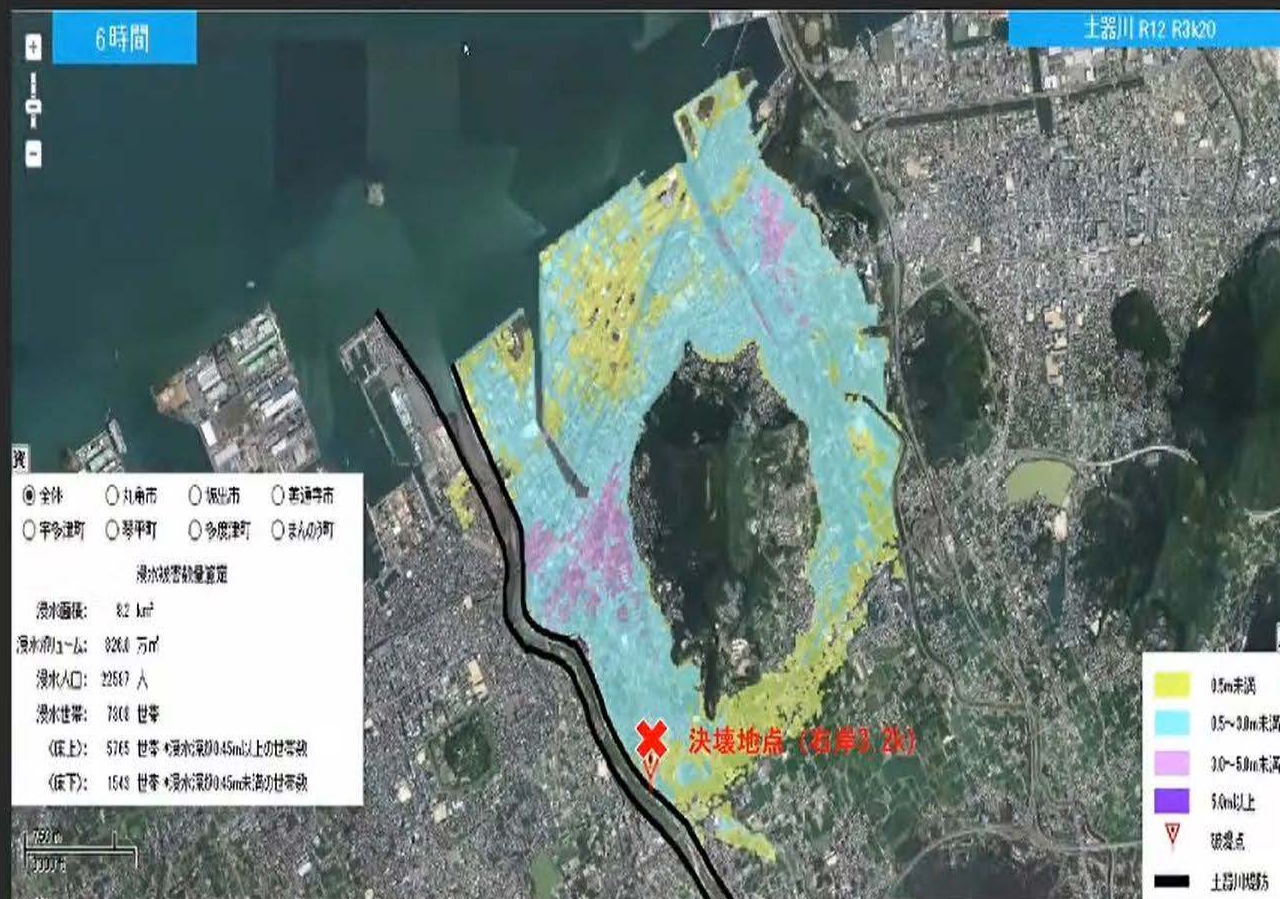 6時間
土器川 R12 R3k20
資
全体 丸亀市 坂出市 善通寺市
宇多津町 琴平町 多度津町 まんのう町
浸水被害数量算定
浸水面積: 8.2 km²
浸水ボリューム: 826.0 万m³
浸水人口: 22597 人
浸水世帯: 7308 世帯
(床上): 5765 世帯 *浸水深が0.45m以上の世帯数
(床下): 1543 世帯 *浸水深が0.45m未満の世帯数
決壊地点(右岸3.2k)
0.5m未満
0.5~3.0m未満
3.0~5.0m未満
5.0m以上
破堤点
土器川堤防
750 m
3000 ft